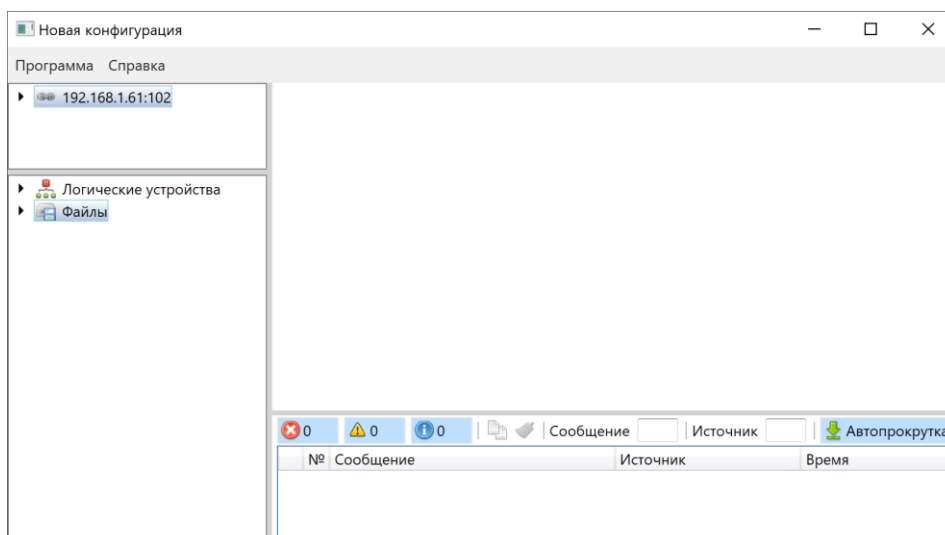 Новая конфигурация
Программа Справка
192.168.1.61:102
Логические устройства
Файлы
0 0 0 Сообщение Источник Автопрокрутка
№ Сообщение Источник Время